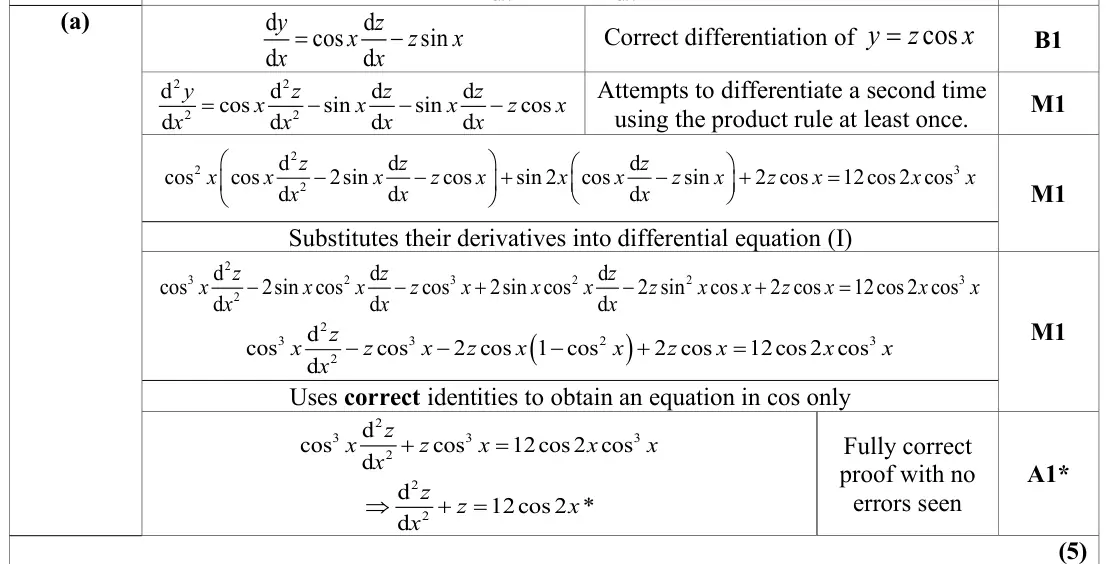 (a)
dy/dx = cos x dz/dx − z sin x
Correct differentiation of y = z cos x
B1
d²y/dx² = cos x d²z/dx² − sin x dz/dx − sin x dz/dx − z cos x
Attempts to differentiate a second time
using the product rule at least once.
M1
cos² x (cos x d²z/dx² − 2sin x dz/dx − z cos x) + sin 2x (cos x dz/dx − z sin x) + 2z cos x = 12 cos 2x cos³ x
M1
Substitutes their derivatives into differential equation (I)
cos³ x d²z/dx² − 2sin x cos² x dz/dx − z cos³ x + 2sin x cos² x dz/dx − 2z sin² x cos x + 2z cos x = 12 cos 2x cos³ x
cos³ x d²z/dx² − z cos³ x − 2z cos x (1 − cos² x) + 2z cos x = 12 cos 2x cos³ x
M1
Uses correct identities to obtain an equation in cos only
cos³ x d²z/dx² + z cos³ x = 12 cos 2x cos³ x
⇒ d²z/dx² + z = 12 cos 2x *
Fully correct
proof with no
errors seen
A1*
(5)